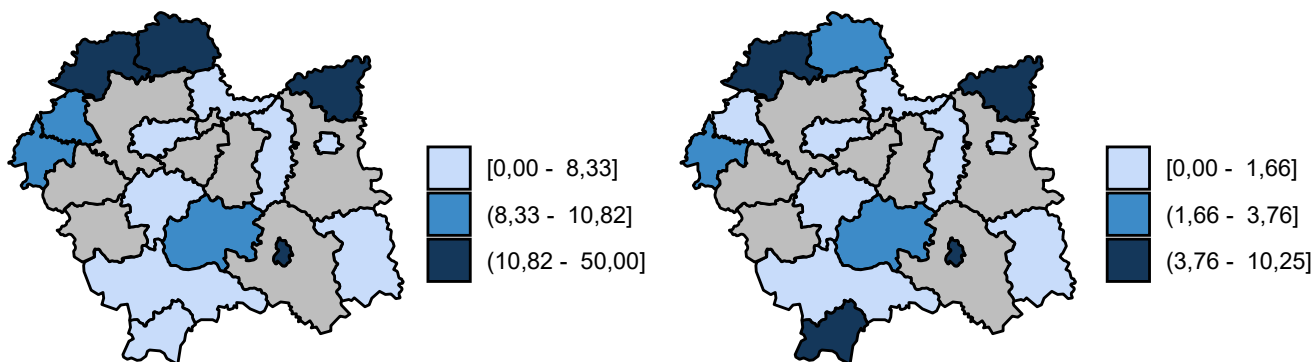 [0,00 - 8,33]
(8,33 - 10,82]
(10,82 - 50,00]
[0,00 - 1,66]
(1,66 - 3,76]
(3,76 - 10,25]